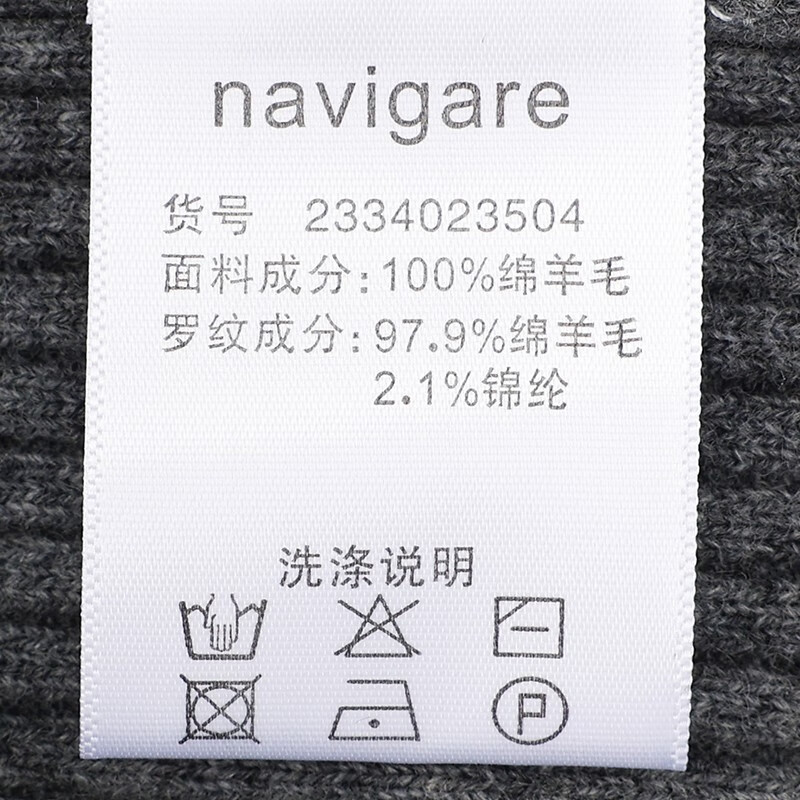 navigare
货号 2334023504
面料成分:100%绵羊毛
罗纹成分:97.9%绵羊毛
2.1%锦纶
洗涤说明
P